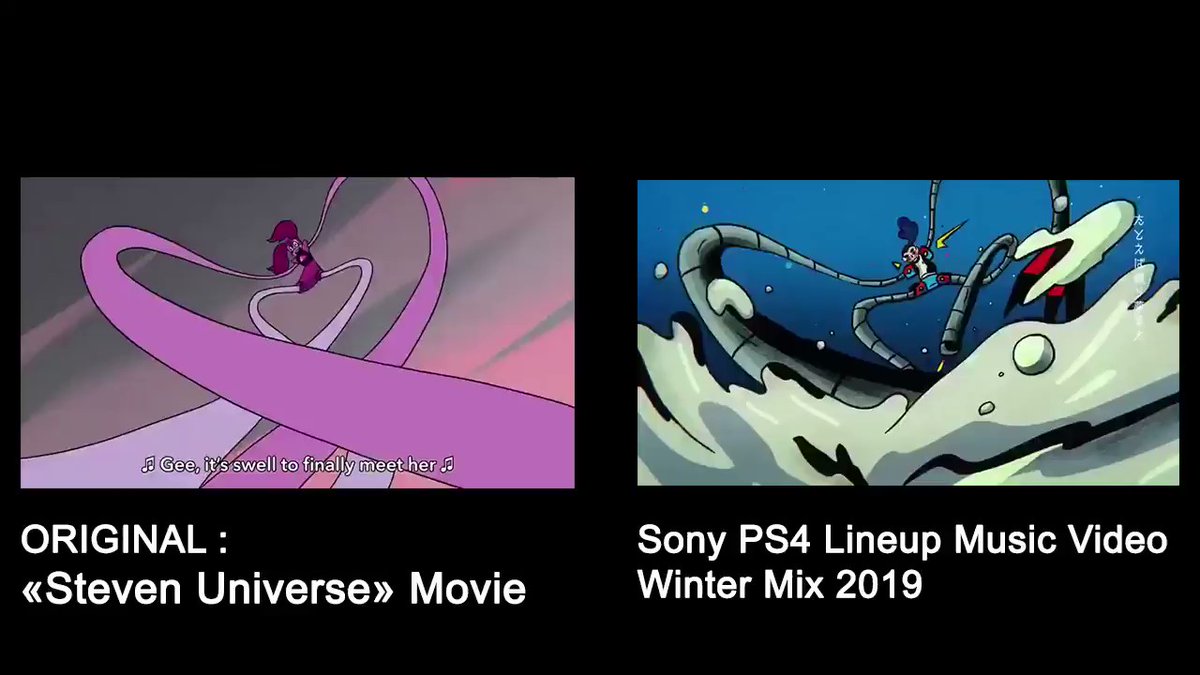 ♫ Gee, it's swell to finally meet her ♫
たとえば
ORIGINAL :
«Steven Universe» Movie
Sony PS4 Lineup Music Video
Winter Mix 2019